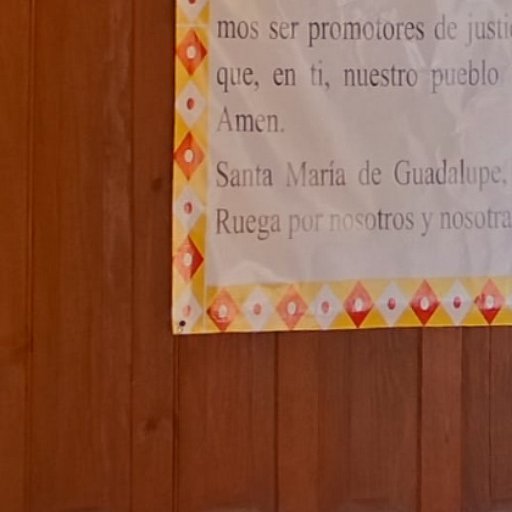 mos ser promotores de justi
que, en ti, nuestro pueblo
Amen.
Santa María de Guadalupe,
Ruega por nosotros y nosotra